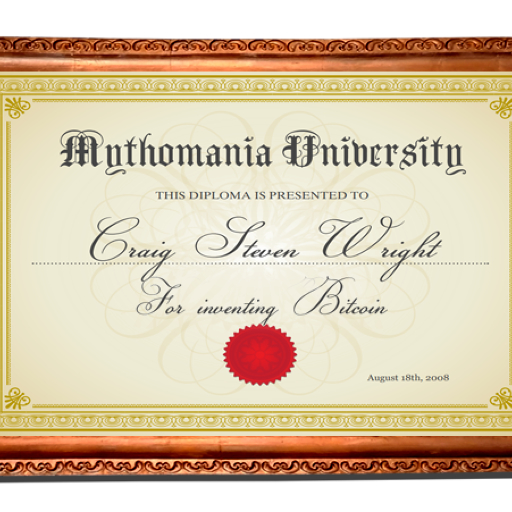 Mythomania University
THIS DIPLOMA IS PRESENTED TO
Craig Steven Wright
For inventing Bitcoin
August 18th, 2008